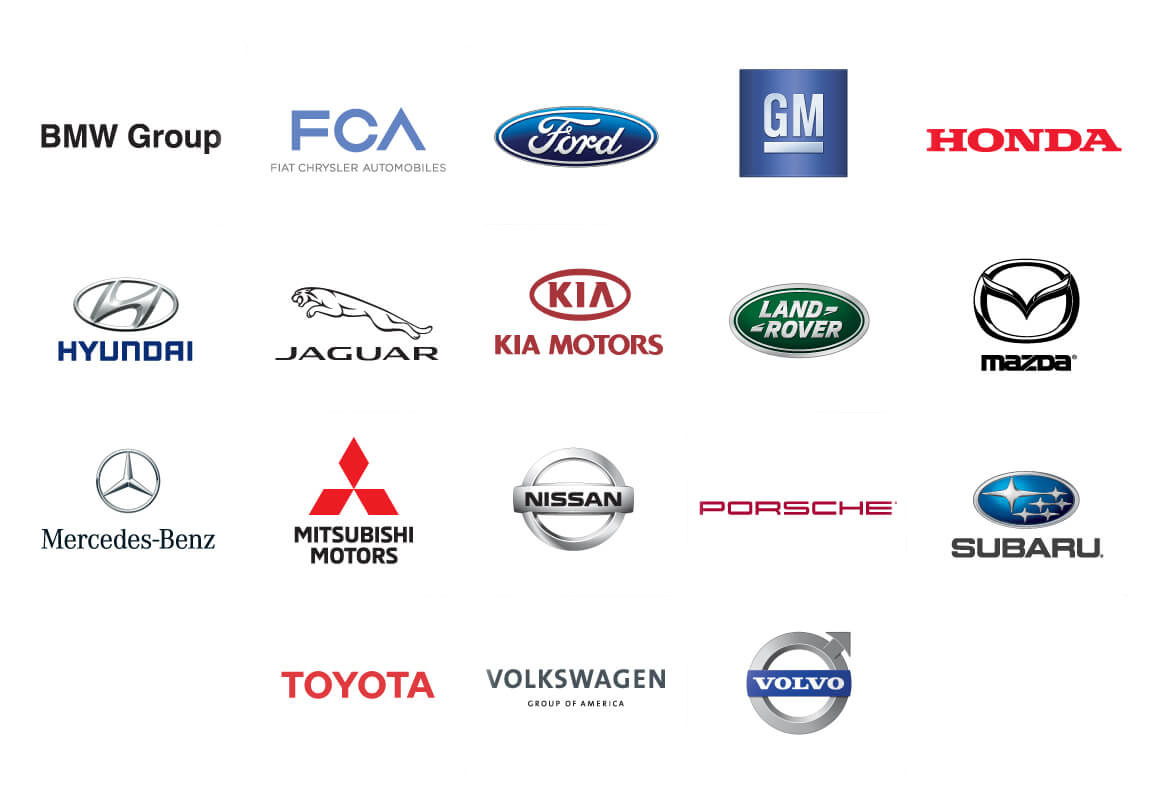 BMW Group
FCA
FIAT CHRYSLER AUTOMOBILES
Ford
GM
HONDA
HYUNDAI
JAGUAR
KIA
KIA MOTORS
LAND
ROVER
mazda®
Mercedes-Benz
MITSUBISHI
MOTORS
NISSAN
PORSCHE
SUBARU.
TOYOTA
VOLKSWAGEN
GROUP OF AMERICA
VOLVO